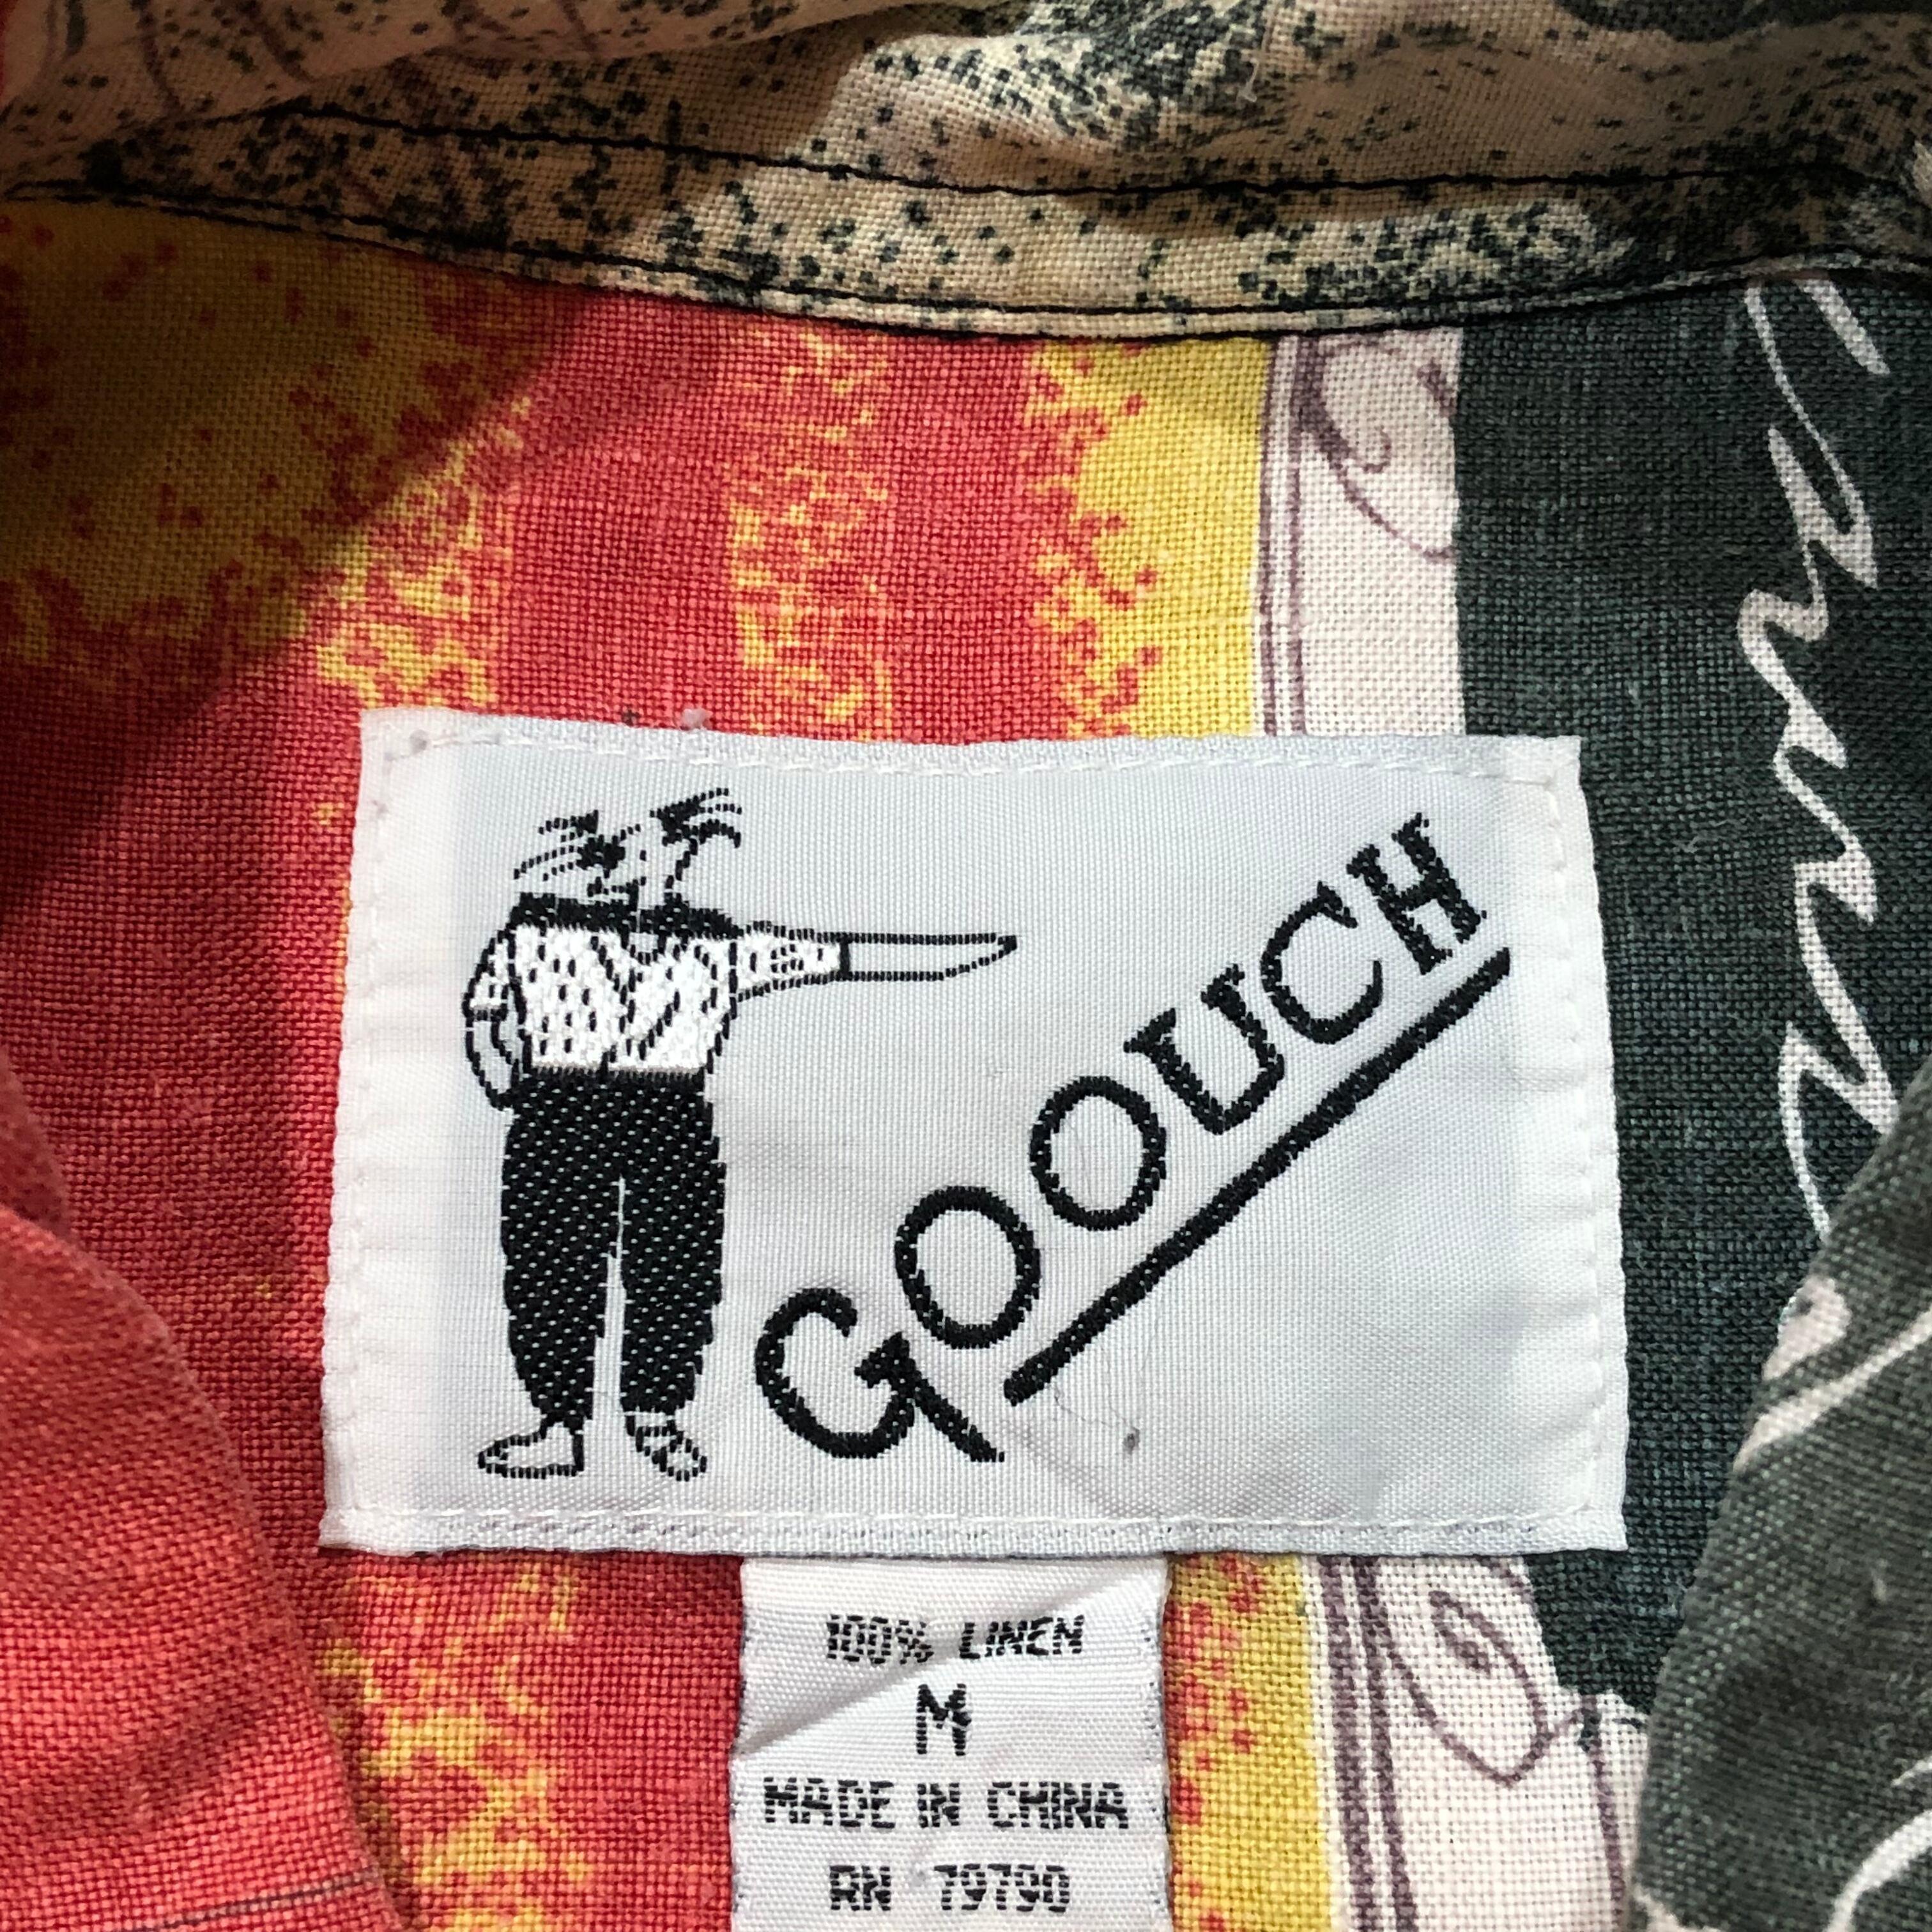 GOOUCH
100% LINEN
M
MADE IN CHINA
RN 79790